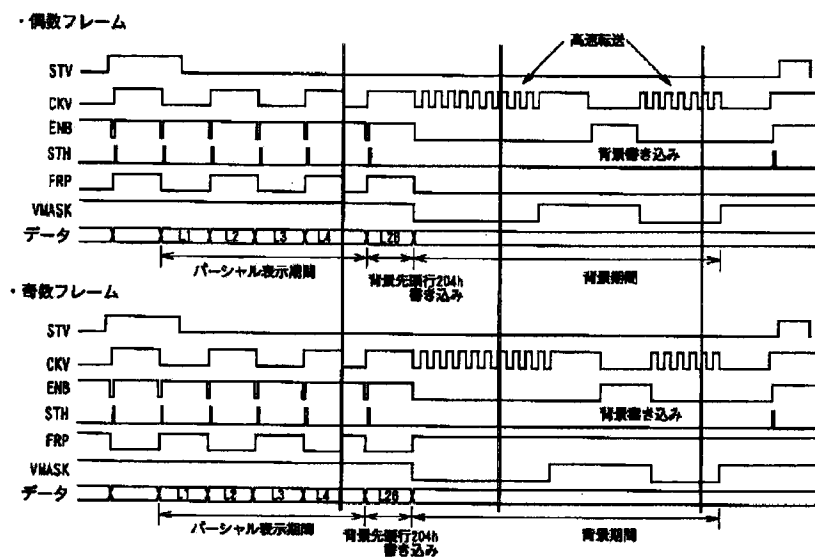 ・偶数フレーム
高速転送
STV
CKV
ENB
STH
背景書き込み
FRP
VMASK
データ L1 L2 L3 L4 L26
パーシャル表示期間
背景先頭行204h
書き込み
背景期間
・奇数フレーム
STV
CKV
ENB
STH
背景書き込み
FRP
VMASK
データ L1 L2 L3 L4 L26
パーシャル表示期間
背景先頭行204h
書き込み
背景期間